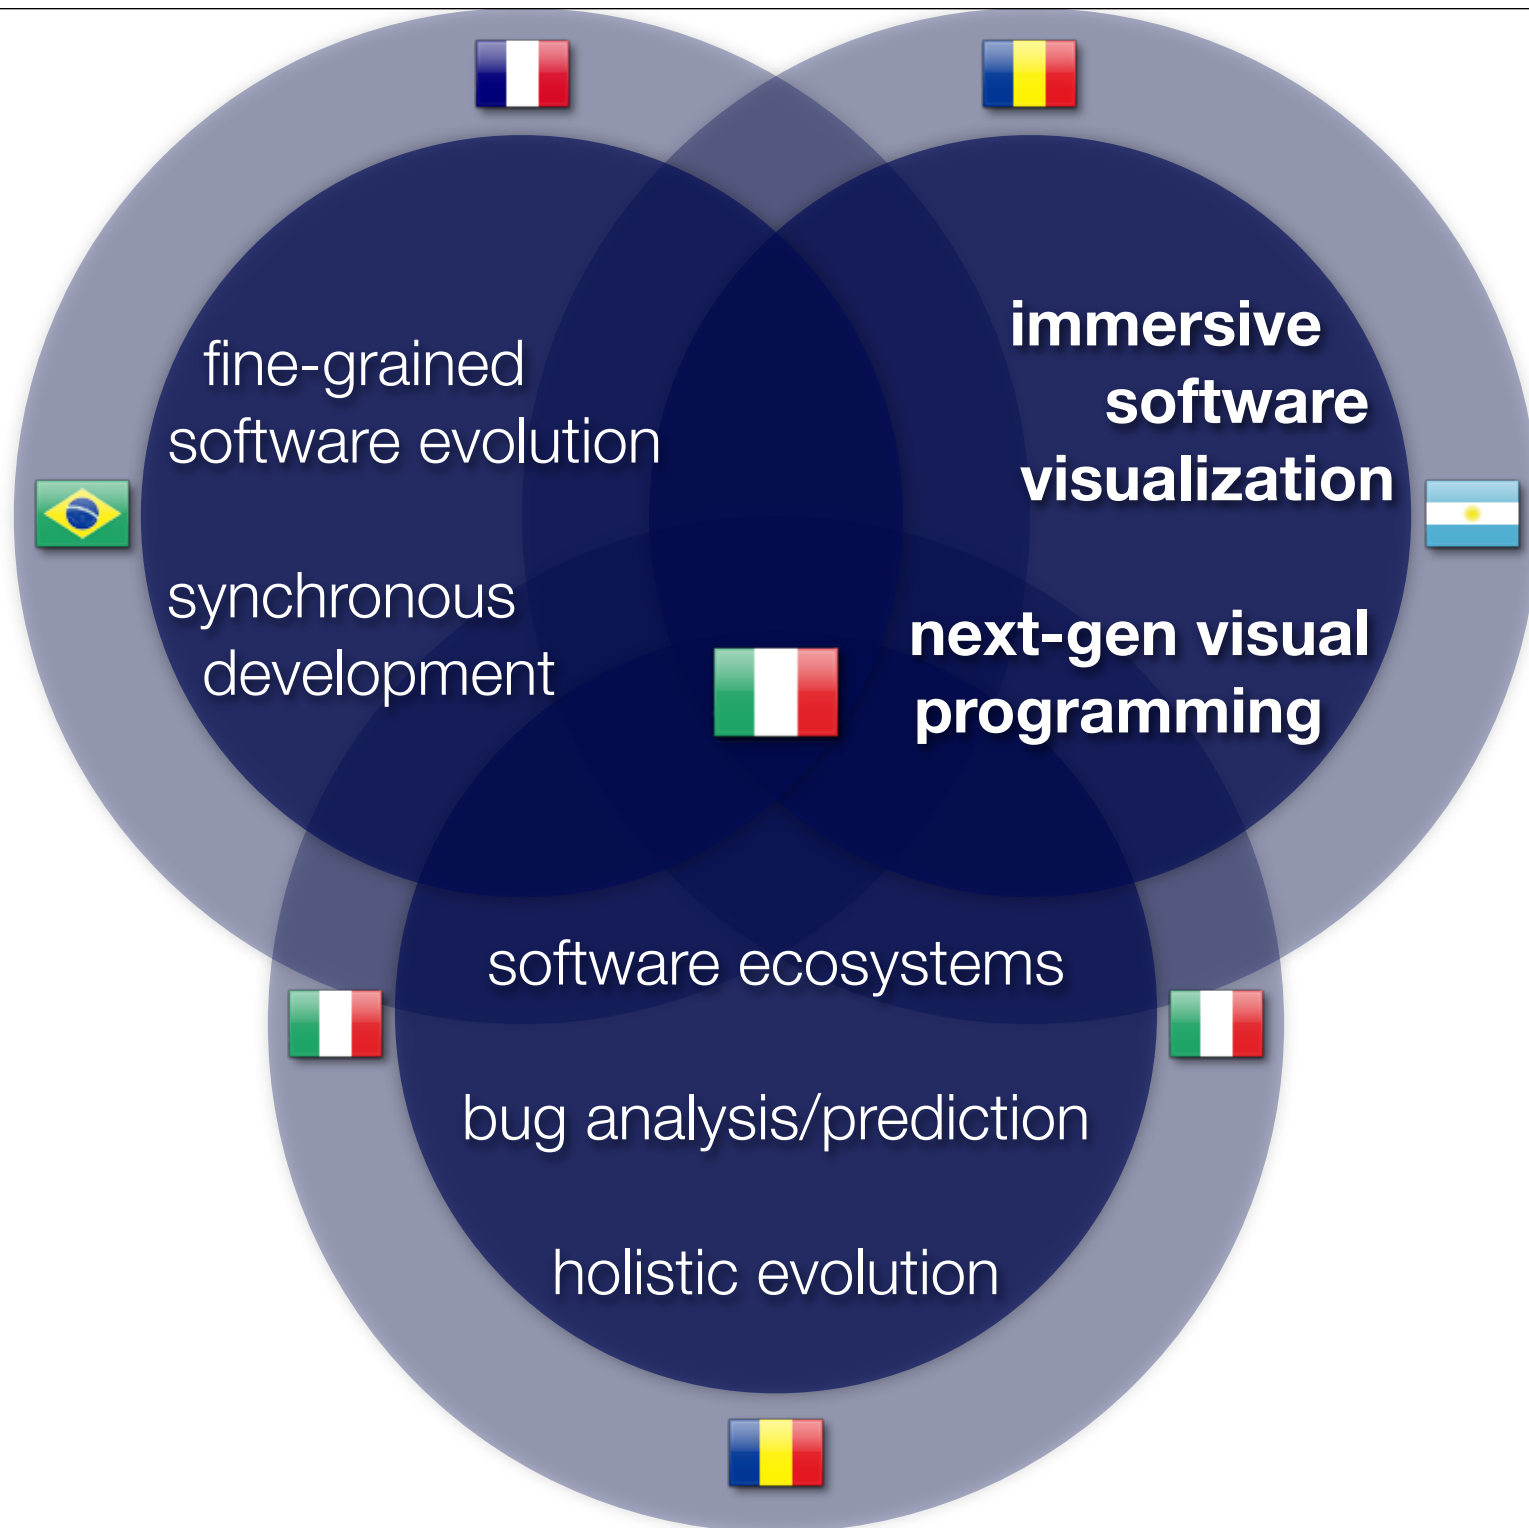 fine-grained
software evolution
synchronous
development
immersive
software
visualization
next-gen visual
programming
software ecosystems
bug analysis/prediction
holistic evolution